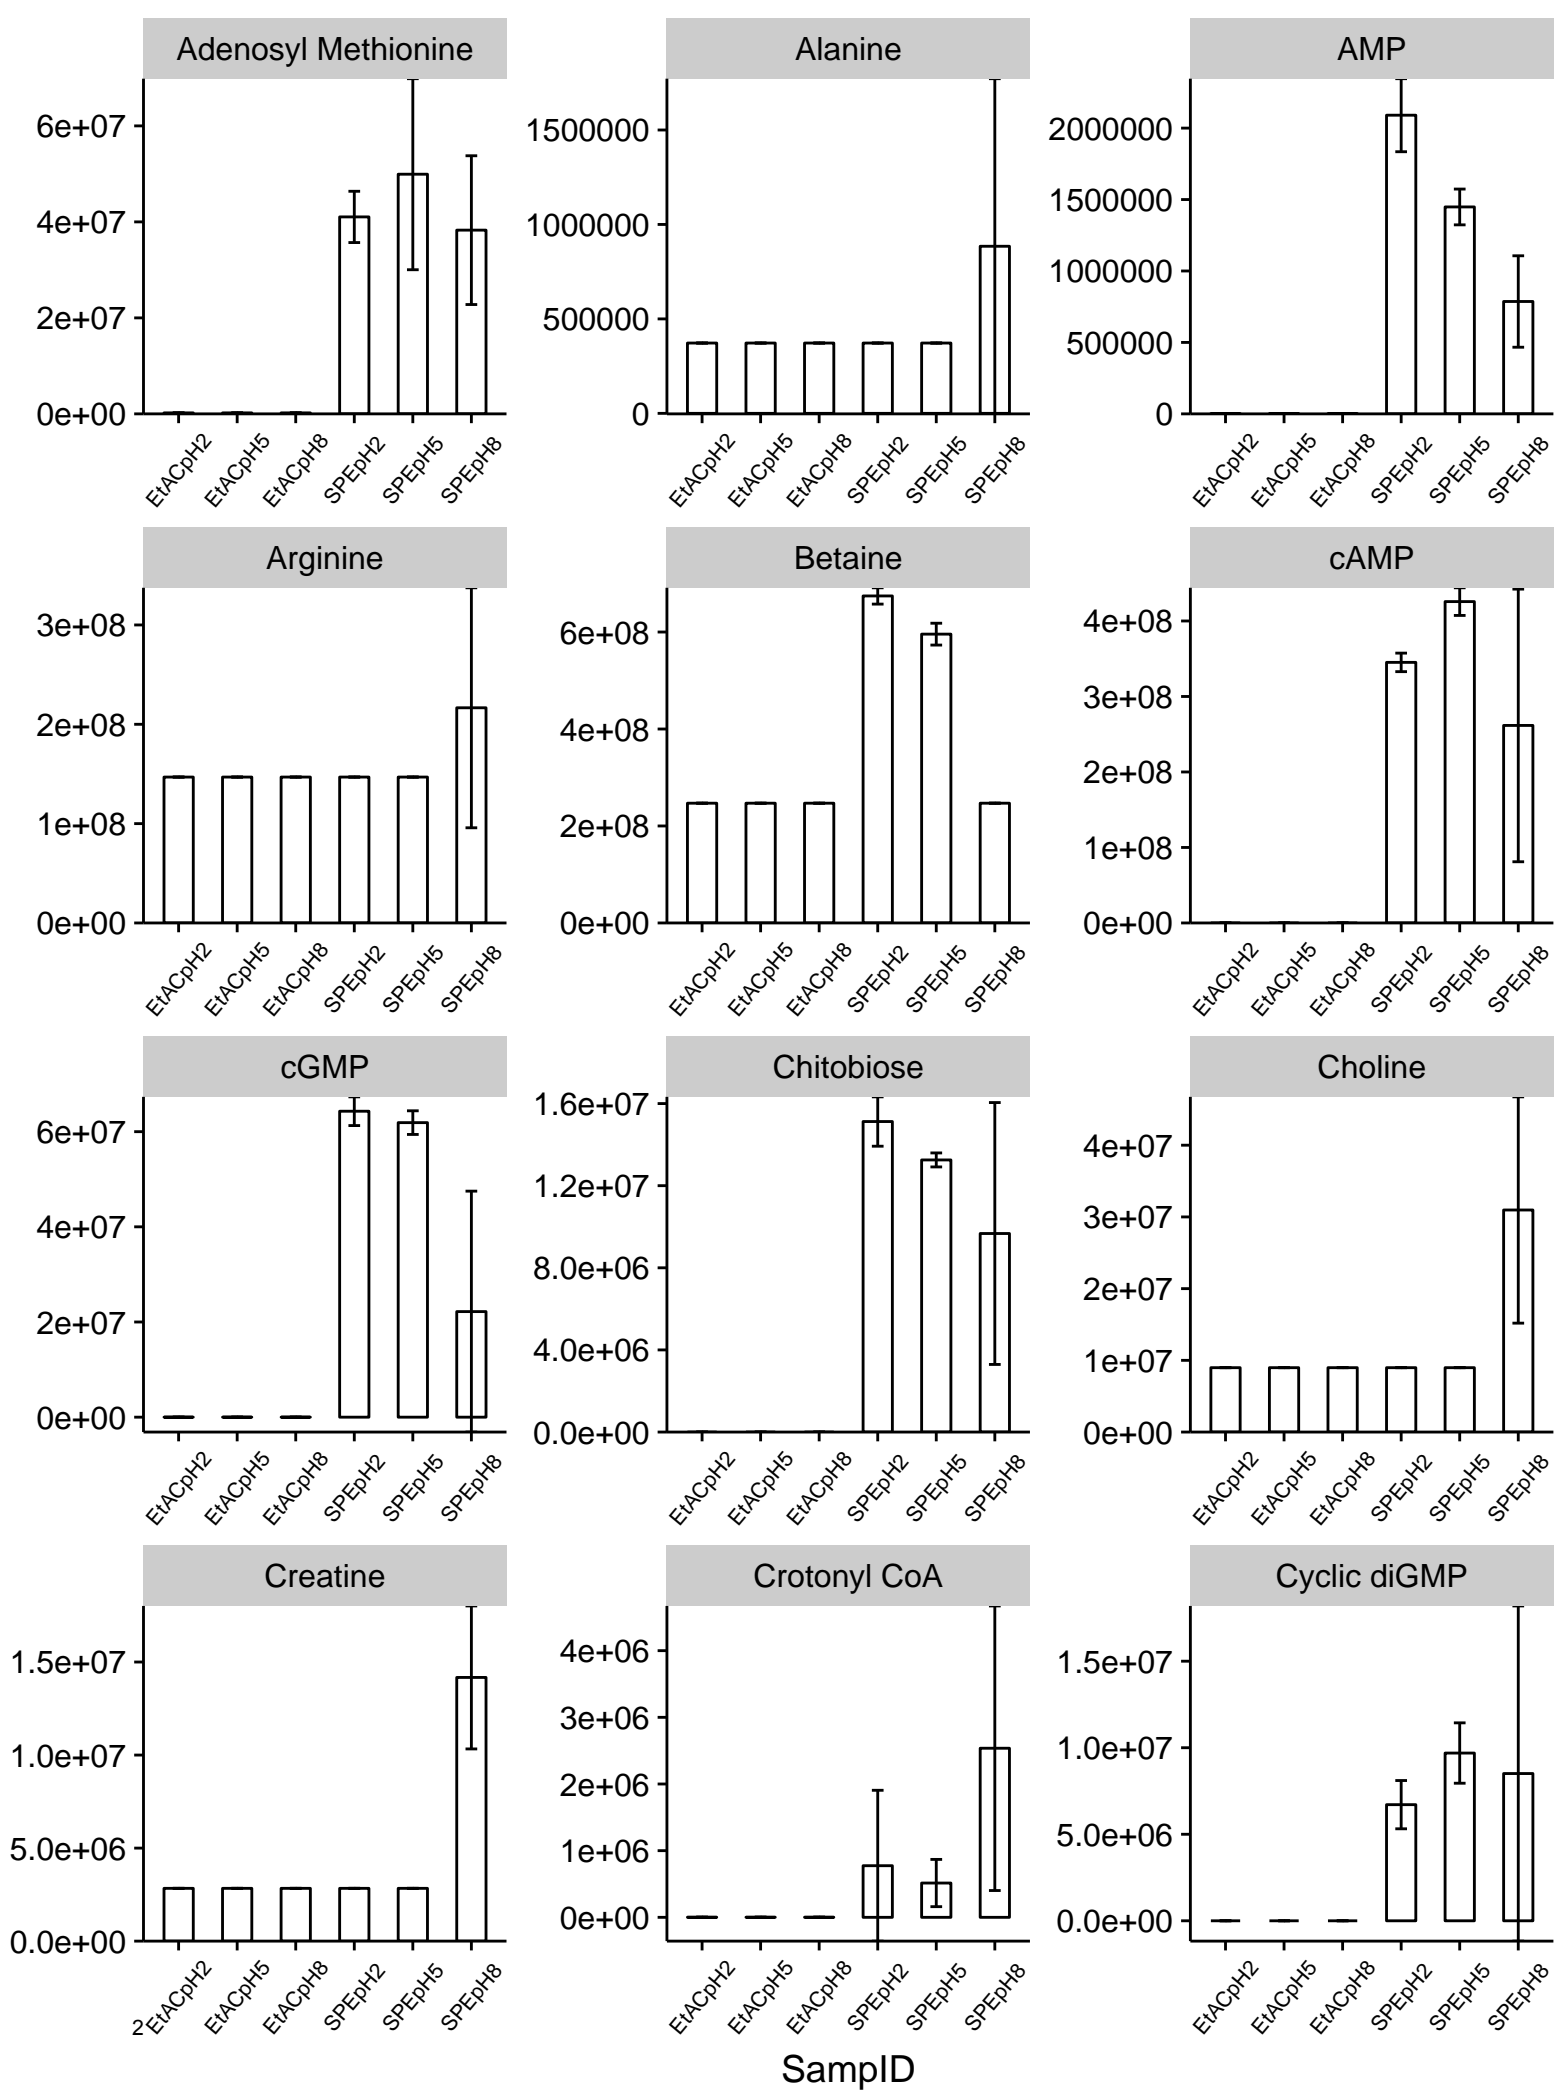 Adenosyl Methionine
Alanine
AMP
6e+07
4e+07
2e+07
0e+00
1500000
1000000
500000
0
2000000
1500000
1000000
500000
0
EtACpH2 EtACpH5 EtACpH8 SPEpH2 SPEpH5 SPEpH8
EtACpH2 EtACpH5 EtACpH8 SPEpH2 SPEpH5 SPEpH8
EtACpH2 EtACpH5 EtACpH8 SPEpH2 SPEpH5 SPEpH8
Arginine
Betaine
cAMP
3e+08
2e+08
1e+08
0e+00
6e+08
4e+08
2e+08
0e+00
4e+08
3e+08
2e+08
1e+08
0e+00
EtACpH2 EtACpH5 EtACpH8 SPEpH2 SPEpH5 SPEpH8
EtACpH2 EtACpH5 EtACpH8 SPEpH2 SPEpH5 SPEpH8
EtACpH2 EtACpH5 EtACpH8 SPEpH2 SPEpH5 SPEpH8
cGMP
Chitobiose
Choline
6e+07
4e+07
2e+07
0e+00
1.6e+07
1.2e+07
8.0e+06
4.0e+06
0.0e+00
4e+07
3e+07
2e+07
1e+07
0e+00
EtACpH2 EtACpH5 EtACpH8 SPEpH2 SPEpH5 SPEpH8
EtACpH2 EtACpH5 EtACpH8 SPEpH2 SPEpH5 SPEpH8
EtACpH2 EtACpH5 EtACpH8 SPEpH2 SPEpH5 SPEpH8
Creatine
Crotonyl CoA
Cyclic diGMP
1.5e+07
1.0e+07
5.0e+06
0.0e+00
4e+06
3e+06
2e+06
1e+06
0e+00
1.5e+07
1.0e+07
5.0e+06
0.0e+00
EtACpH2 EtACpH5 EtACpH8 SPEpH2 SPEpH5 SPEpH8
EtACpH2 EtACpH5 EtACpH8 SPEpH2 SPEpH5 SPEpH8
EtACpH2 EtACpH5 EtACpH8 SPEpH2 SPEpH5 SPEpH8
2
SampID